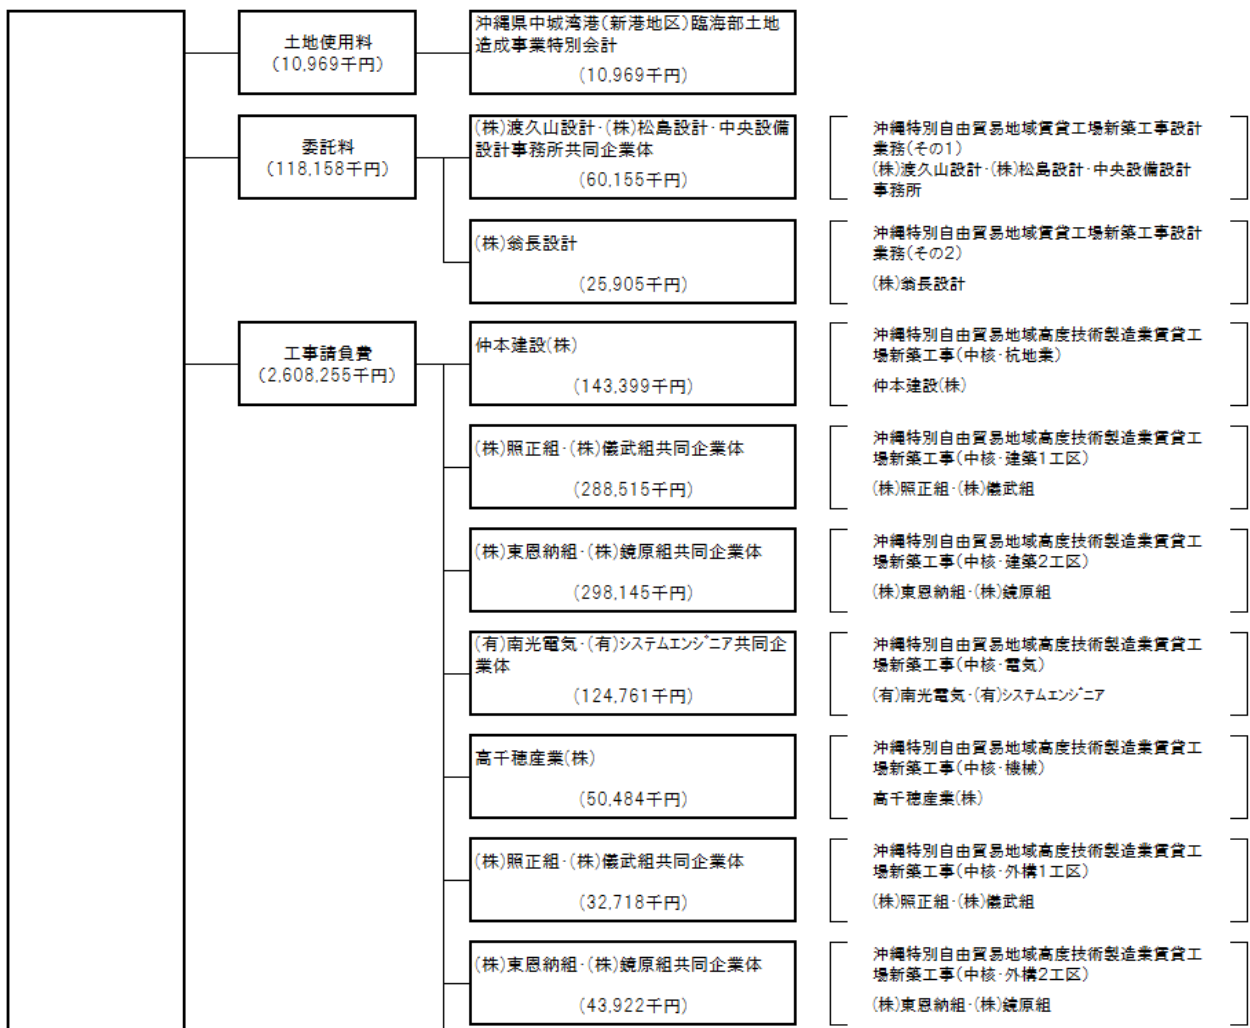 土地使用料
(10,969千円)
沖縄県中城湾港(新港地区)臨海部土地
造成事業特別会計
(10,969千円)
委託料
(118,158千円)
(株)渡久山設計・(株)松島設計・中央設備
設計事務所共同企業体
(60,155千円)
沖縄特別自由貿易地域賃貸工場新築工事設計
業務(その1)
(株)渡久山設計・(株)松島設計・中央設備設計
事務所
(株)翁長設計
(25,905千円)
沖縄特別自由貿易地域賃貸工場新築工事設計
業務(その2)
(株)翁長設計
工事請負費
(2,608,255千円)
仲本建設(株)
(143,399千円)
沖縄特別自由貿易地域高度技術製造業賃貸工
場新築工事(中核・杭地業)
仲本建設(株)
(株)照正組・(株)儀武組共同企業体
(288,515千円)
沖縄特別自由貿易地域高度技術製造業賃貸工
場新築工事(中核・建築1工区)
(株)照正組・(株)儀武組
(株)東恩納組・(株)鏡原組共同企業体
(298,145千円)
沖縄特別自由貿易地域高度技術製造業賃貸工
場新築工事(中核・建築2工区)
(株)東恩納組・(株)鏡原組
(有)南光電気・(有)ｼｽﾃﾑｴﾝｼﾞﾆｱ共同企
業体
(124,761千円)
沖縄特別自由貿易地域高度技術製造業賃貸工
場新築工事(中核・電気)
(有)南光電気・(有)ｼｽﾃﾑｴﾝｼﾞﾆｱ
高千穂産業(株)
(50,484千円)
沖縄特別自由貿易地域高度技術製造業賃貸工
場新築工事(中核・機械)
高千穂産業(株)
(株)照正組・(株)儀武組共同企業体
(32,718千円)
沖縄特別自由貿易地域高度技術製造業賃貸工
場新築工事(中核・外構1工区)
(株)照正組・(株)儀武組
(株)東恩納組・(株)鏡原組共同企業体
(43,922千円)
沖縄特別自由貿易地域高度技術製造業賃貸工
場新築工事(中核・外構2工区)
(株)東恩納組・(株)鏡原組